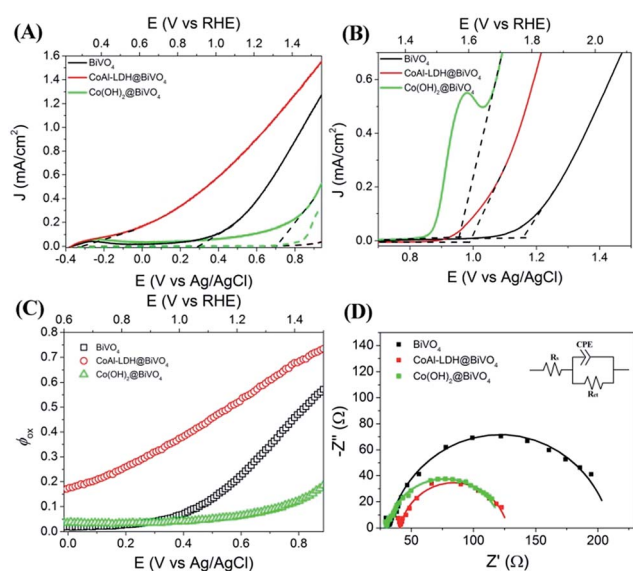 (A)
E (V vs RHE)
0.4 0.6 0.8 1.0 1.2 1.4
BiVO₄
CoAl-LDH@BiVO₄
Co(OH)₂@BiVO₄
J (mA/cm²)
1.6
1.4
1.2
1.0
0.8
0.6
0.4
0.2
0.0
-0.4 -0.2 0.0 0.2 0.4 0.6 0.8
E (V vs Ag/AgCl)
(B)
E (V vs RHE)
1.4 1.6 1.8 2.0
BiVO₄
CoAl-LDH@BiVO₄
Co(OH)₂@BiVO₄
J (mA/cm²)
0.6
0.4
0.2
0.0
0.8 1.0 1.2 1.4
E (V vs Ag/AgCl)
(C)
E (V vs RHE)
0.6 0.8 1.0 1.2 1.4
BiVO₄
CoAl-LDH@BiVO₄
Co(OH)₂@BiVO₄
ϕox
0.8
0.7
0.6
0.5
0.4
0.3
0.2
0.1
0.0
0.0 0.2 0.4 0.6 0.8
E (V vs Ag/AgCl)
(D)
BiVO₄
CoAl-LDH@BiVO₄
Co(OH)₂@BiVO₄
CPE
Rs
Rct
-Z'' (Ω)
-140
-120
-100
80
60
40
20
0
50 100 150 200
Z' (Ω)